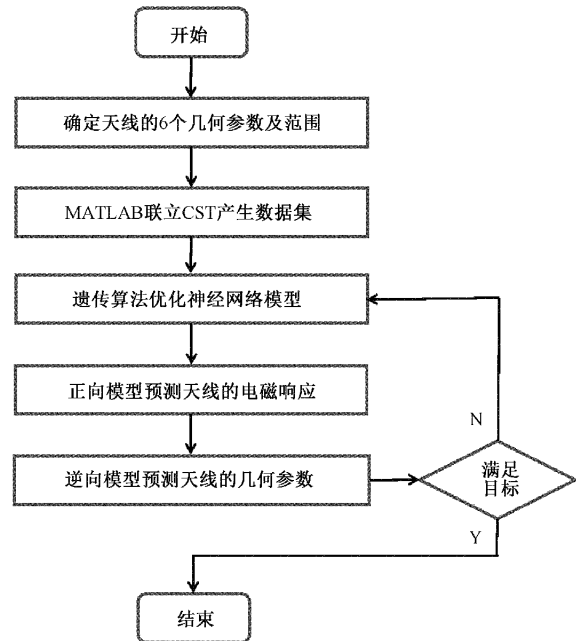 开始
确定天线的6个几何参数及范围
MATLAB联立CST产生数据集
遗传算法优化神经网络模型
正向模型预测天线的电磁响应
N
逆向模型预测天线的几何参数
满足
目标
Y
结束